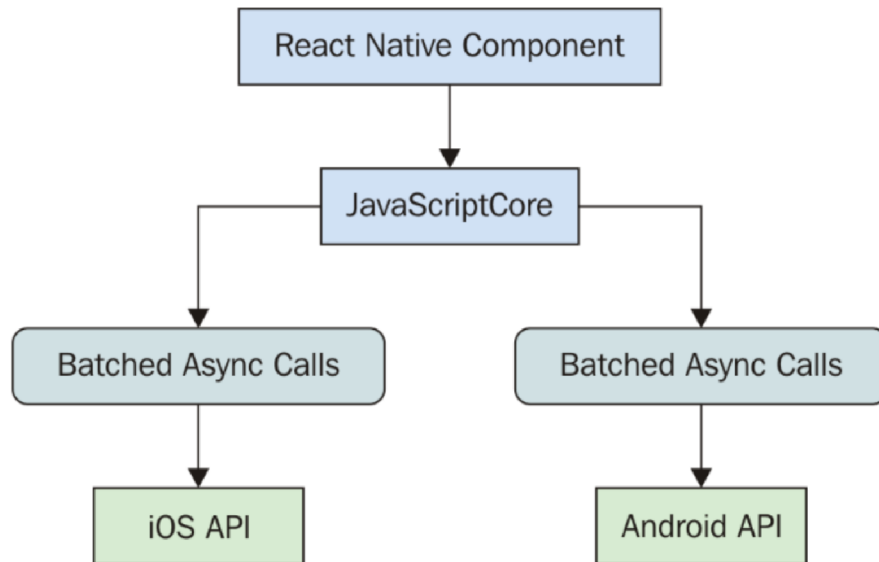 React Native Component
JavaScriptCore
Batched Async Calls
Batched Async Calls
iOS API
Android API